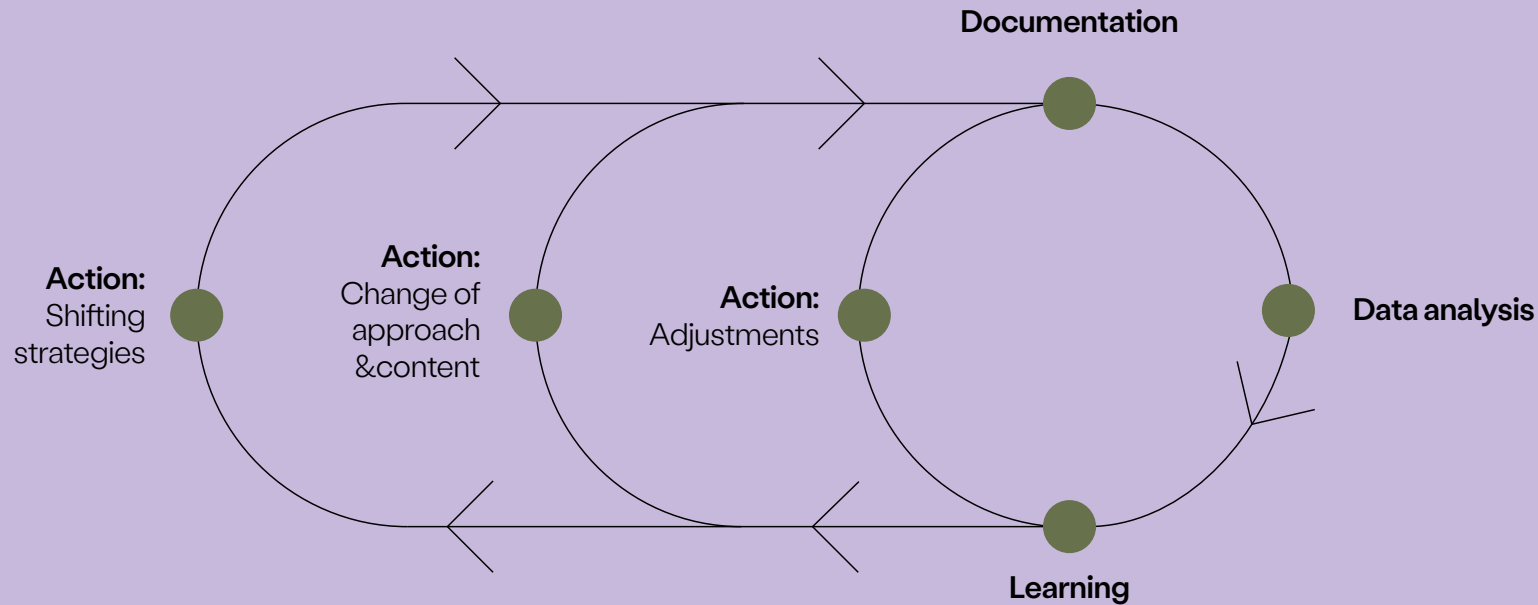 Documentation
Action:
Shifting
strategies
Action:
Change of
approach
&content
Action:
Adjustments
Data analysis
Learning